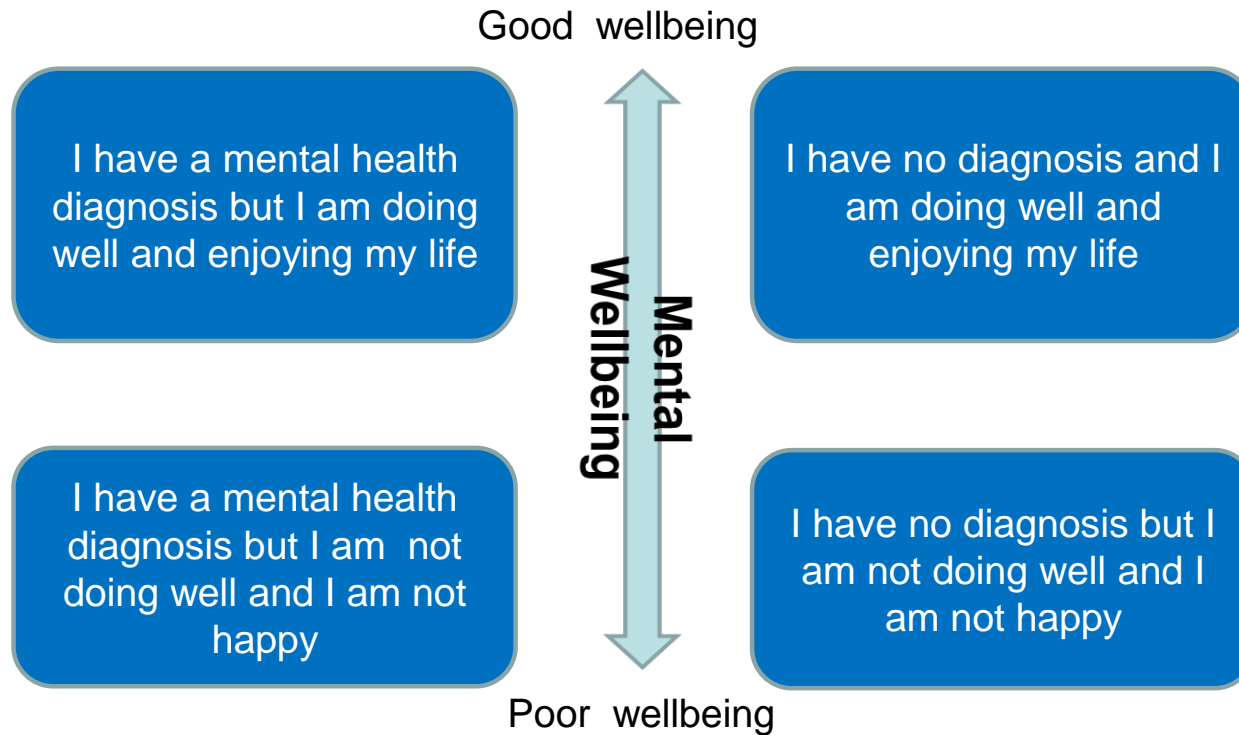 Good wellbeing
I have a mental health
diagnosis but I am doing
well and enjoying my life
I have no diagnosis and I
am doing well and
enjoying my life
Mental
Wellbeing
I have a mental health
diagnosis but I am not
doing well and I am not
happy
I have no diagnosis but I
am not doing well and I
am not happy
Poor wellbeing